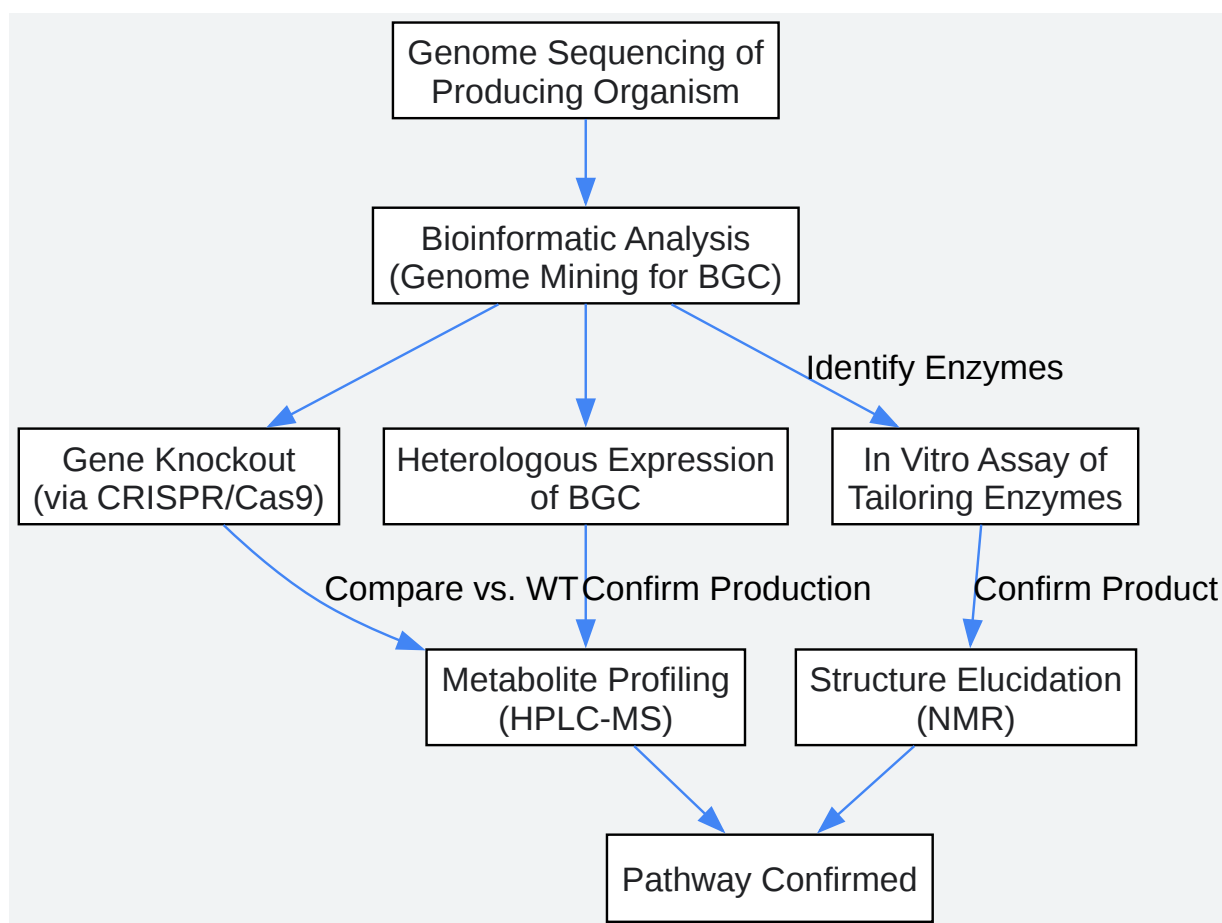 Genome Sequencing of
Producing Organism
Bioinformatic Analysis
(Genome Mining for BGC)
Identify Enzymes
Gene Knockout
(via CRISPR/Cas9)
Heterologous Expression
of BGC
In Vitro Assay of
Tailoring Enzymes
Compare vs. WT
Confirm Production
Confirm Product
Metabolite Profiling
(HPLC-MS)
Structure Elucidation
(NMR)
Pathway Confirmed